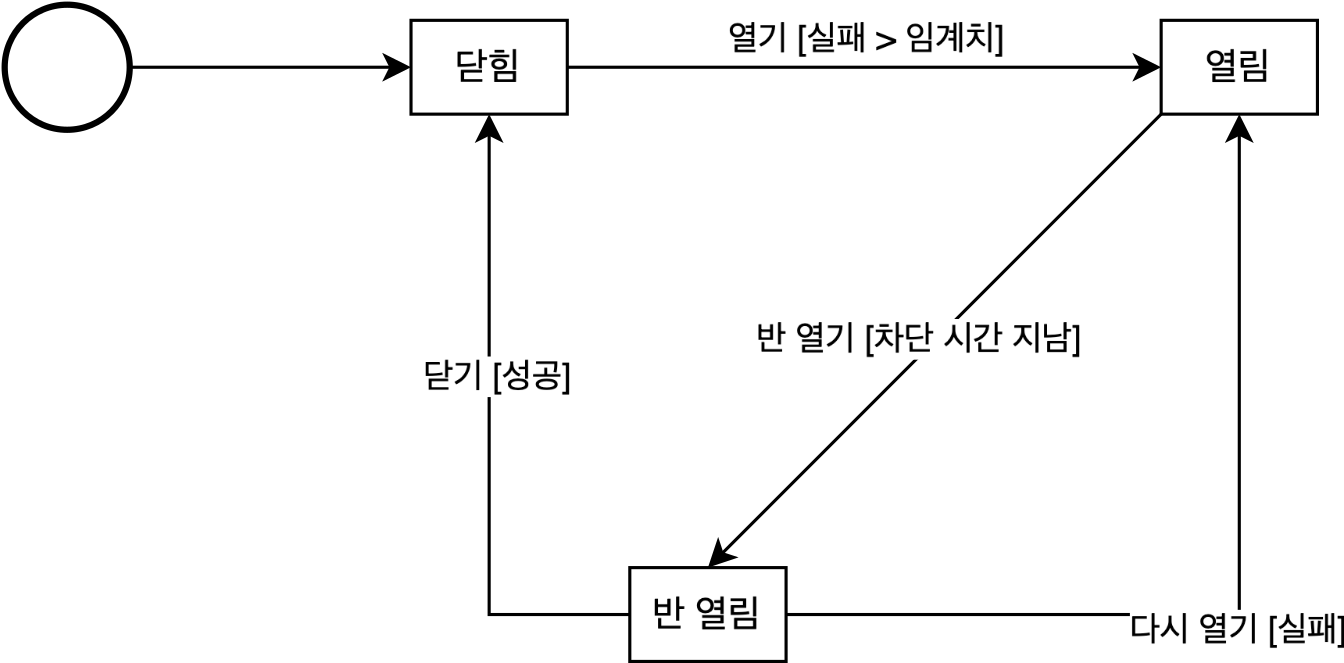 열기 [실패 > 임계치]
닫힘
열림
반 열기 [차단 시간 지남]
닫기 [성공]
반 열림
다시 열기 [실패]